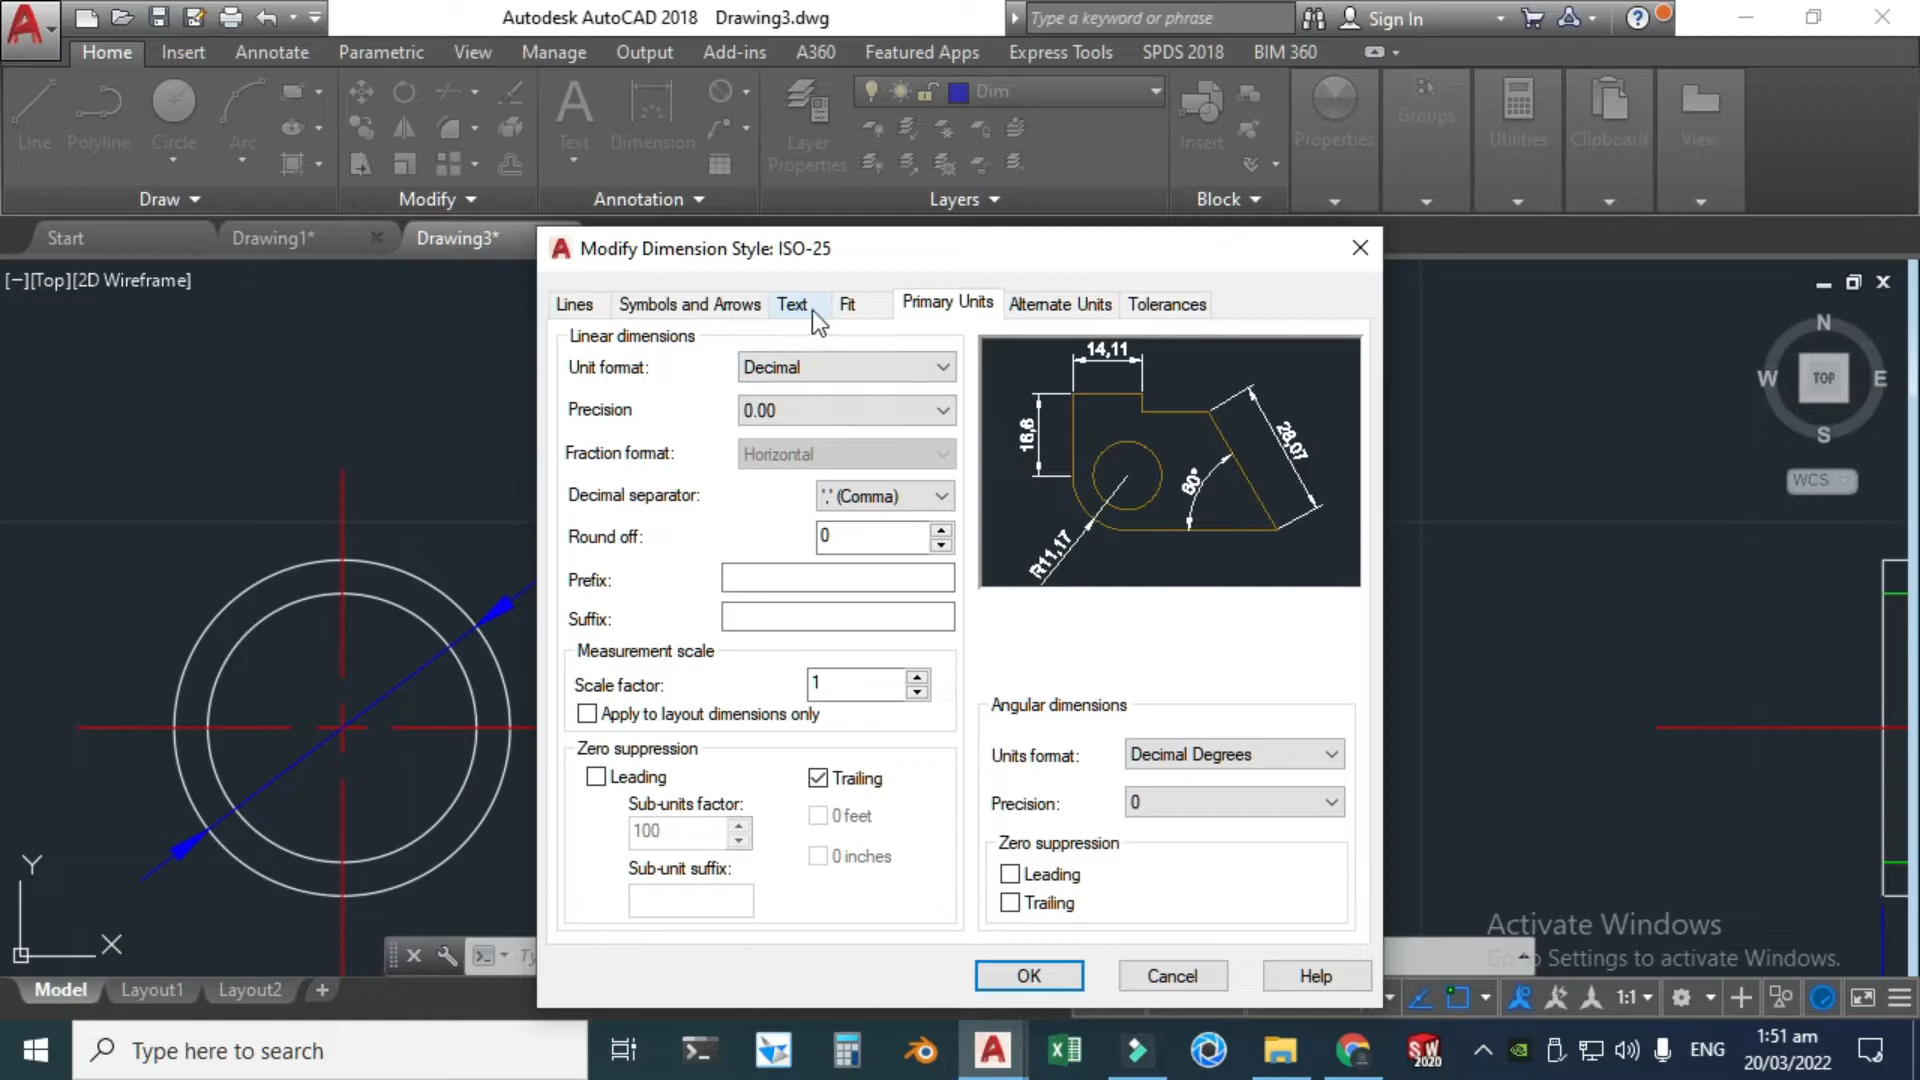 Autodesk AutoCAD 2018 Drawing3.dwg
Type a keyword or phrase
Sign In
Home Insert Annotate Parametric View Manage Output Add-ins A360 Featured Apps Express Tools SPDS 2018 BIM 360
Line Polyline Circle Arc
Text Dimension
Layer
Properties
Dim
Insert
Properties Groups Utilities Clipboard View
Draw Modify Annotation Layers Block
Start Drawing1* Drawing3*
[−][Top][2D Wireframe]
Modify Dimension Style: ISO-25
Lines Symbols and Arrows Text Fit Primary Units Alternate Units Tolerances
Linear dimensions
Unit format: Decimal
Precision 0.00
Fraction format: Horizontal
Decimal separator: ',' (Comma)
Round off: 0
Prefix:
Suffix:
Measurement scale
Scale factor: 1
Apply to layout dimensions only
Zero suppression
Leading Trailing
Sub-units factor: 0 feet
100
0 inches
Sub-unit suffix:
14,11
16,6
28,07
60°
R11,17
Angular dimensions
Units format: Decimal Degrees
Precision: 0
Zero suppression
Leading
Trailing
OK Cancel Help
N
W TOP E
S
WCS
Y
X
Activate Windows
Settings to activate Windows.
Model Layout1 Layout2 +
1:1
Type here to search
SW
2020
ENG
1:51 am
20/03/2022